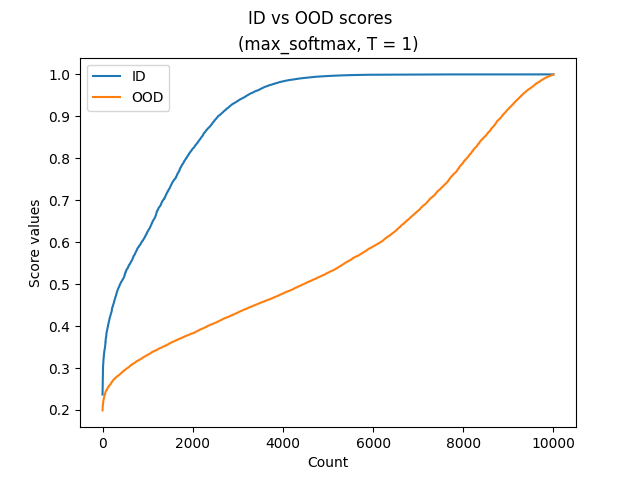 ID vs OOD scores
(max_softmax, T = 1)
ID
OOD
Score values
1.0
0.9
0.8
0.7
0.6
0.5
0.4
0.3
0.2
0 2000 4000 6000 8000 10000
Count